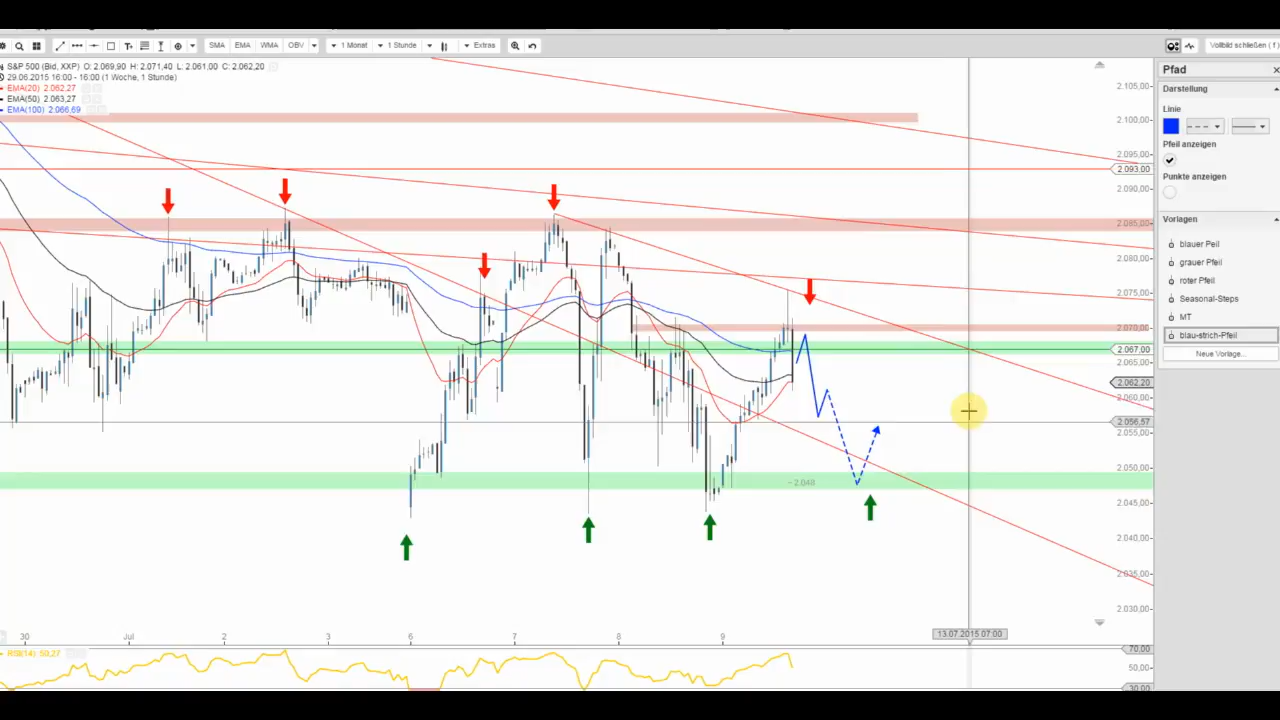 SMA EMA WMA OBV 1 Monat 1 Stunde Extras Vollbild schließen ( f )
S&P 500 (Bid, XXP) O: 2.069,90 H: 2.071,40 L: 2.061,00 C: 2.062,20
29.06.2015 16:00 - 16:00 (1 Woche, 1 Stunde)
EMA(20) 2.062,27
EMA(50) 2.063,27
EMA(100) 2.066,69
2.105,00
2.100,00
2.095,00
2.093,00
2.090,00
2.085,00
2.080,00
2.075,00
2.070,00
2.067,00
2.065,00
2.062,20
2.060,00
2.056,57
2.055,00
2.050,00
~2.048
2.045,00
2.040,00
2.035,00
2.030,00
30 Jul 2 3 6 7 8 9
13.07.2015 07:00
RSI(14) 50,27
70,00
50,00
30,00
Pfad
Darstellung
Linie
Pfeil anzeigen
Punkte anzeigen
Vorlagen
blauer Peil
grauer Pfeil
roter Pfeil
Seasonal-Steps
MT
blau-strich-Pfeil
Neue Vorlage...